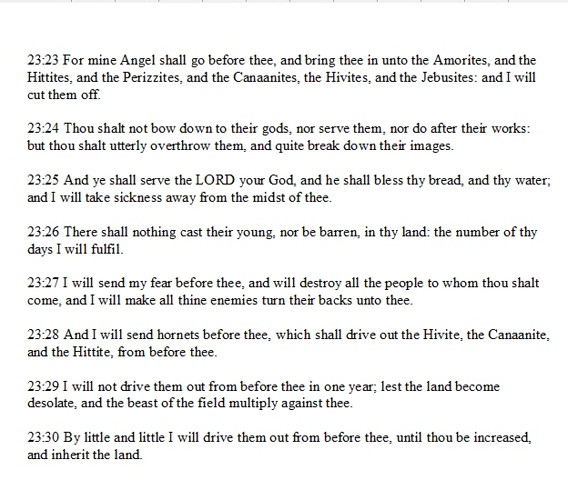 23:23 For mine Angel shall go before thee, and bring thee in unto the Amorites, and the
Hittites, and the Perizzites, and the Canaanites, the Hivites, and the Jebusites: and I will
cut them off.
23:24 Thou shalt not bow down to their gods, nor serve them, nor do after their works:
but thou shalt utterly overthrow them, and quite break down their images.
23:25 And ye shall serve the LORD your God, and he shall bless thy bread, and thy water;
and I will take sickness away from the midst of thee.
23:26 There shall nothing cast their young, nor be barren, in thy land: the number of thy
days I will fulfil.
23:27 I will send my fear before thee, and will destroy all the people to whom thou shalt
come, and I will make all thine enemies turn their backs unto thee.
23:28 And I will send hornets before thee, which shall drive out the Hivite, the Canaanite,
and the Hittite, from before thee.
23:29 I will not drive them out from before thee in one year; lest the land become
desolate, and the beast of the field multiply against thee.
23:30 By little and little I will drive them out from before thee, until thou be increased,
and inherit the land.